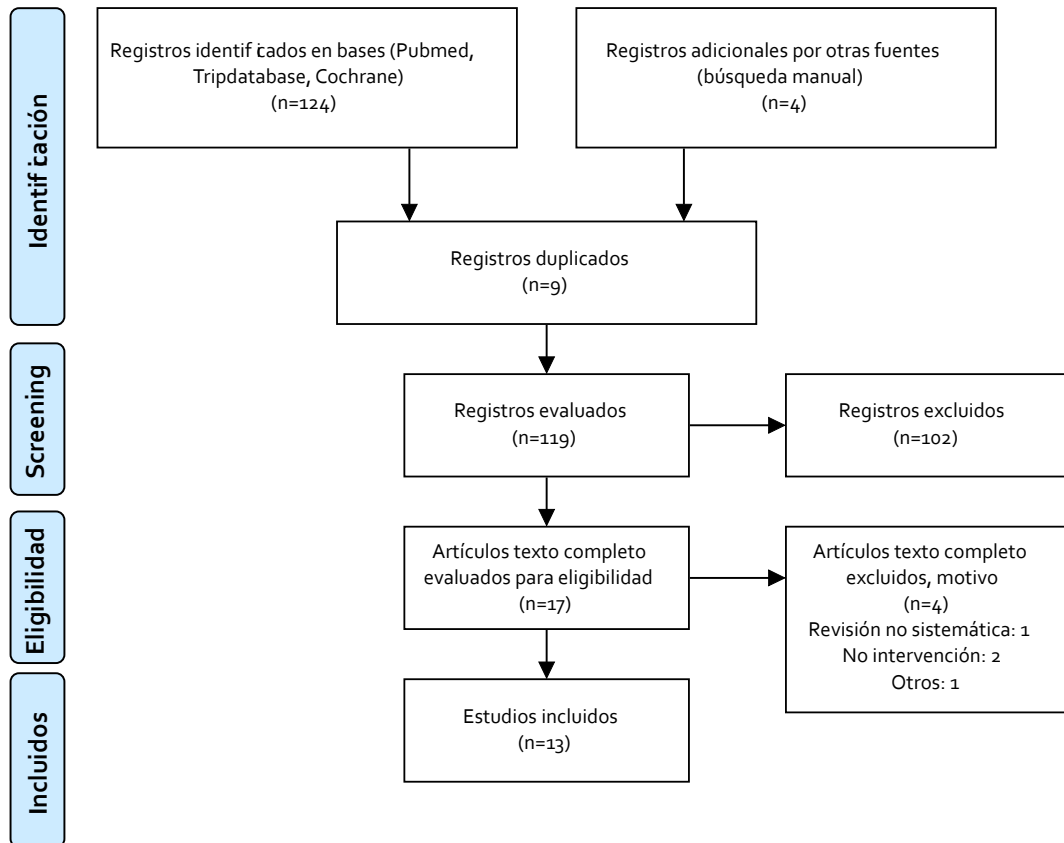 Identificación
Registros identificados en bases (Pubmed,
Tripdatabase, Cochrane)
(n=124)
Registros adicionales por otras fuentes
(búsqueda manual)
(n=4)
Registros duplicados
(n=9)
Screening
Registros evaluados
(n=119)
Registros excluidos
(n=102)
Eligibilidad
Artículos texto completo
evaluados para eligibilidad
(n=17)
Artículos texto completo
excluidos, motivo
(n=4)
Revisión no sistemática: 1
No intervención: 2
Otros: 1
Incluidos
Estudios incluidos
(n=13)